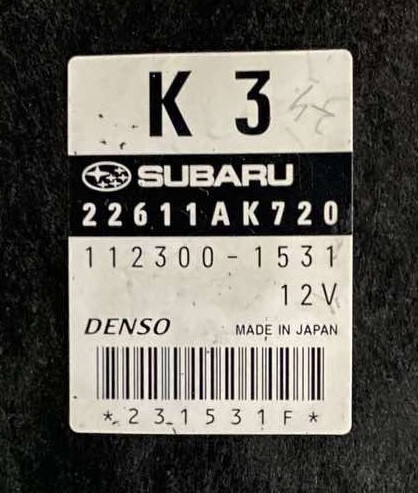 K 3
SUBARU
22611AK720
112300-1531
12V
DENSO MADE IN JAPAN
*231531F*